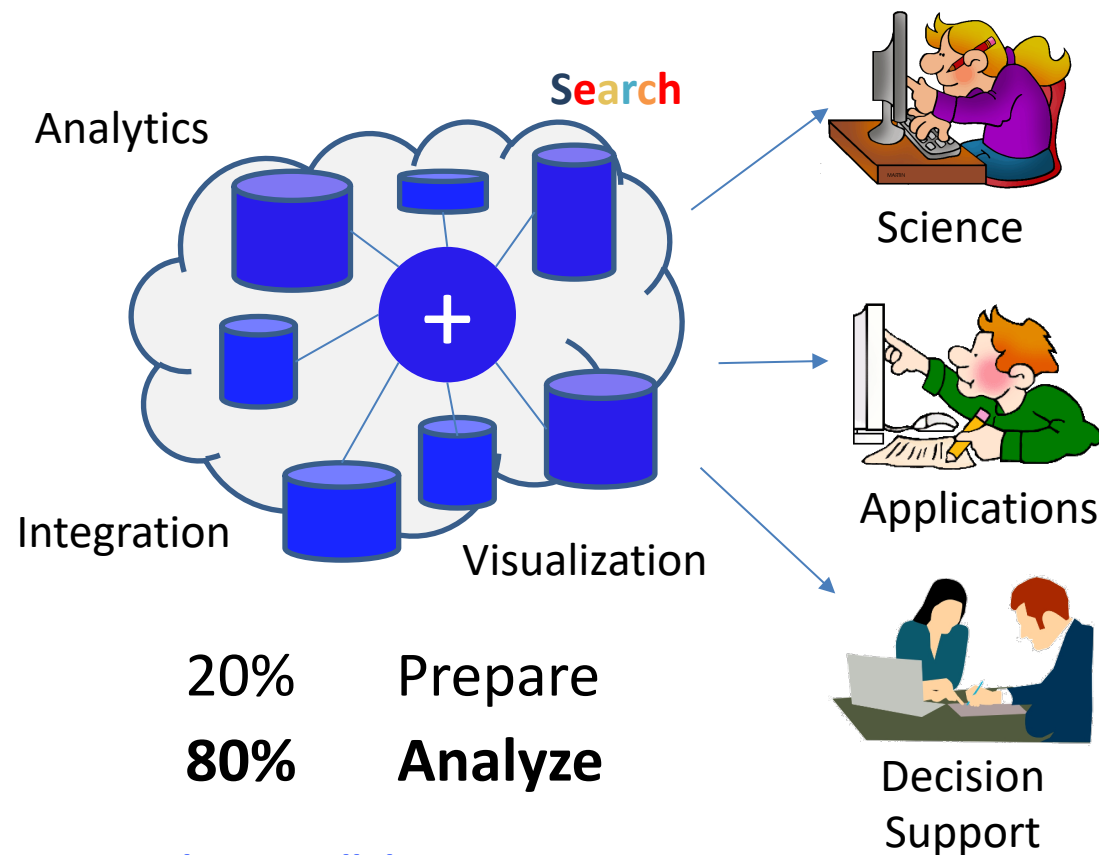 Search
Analytics
+
Science
Applications
Integration
Visualization
20% Prepare
80% Analyze
Decision
Support